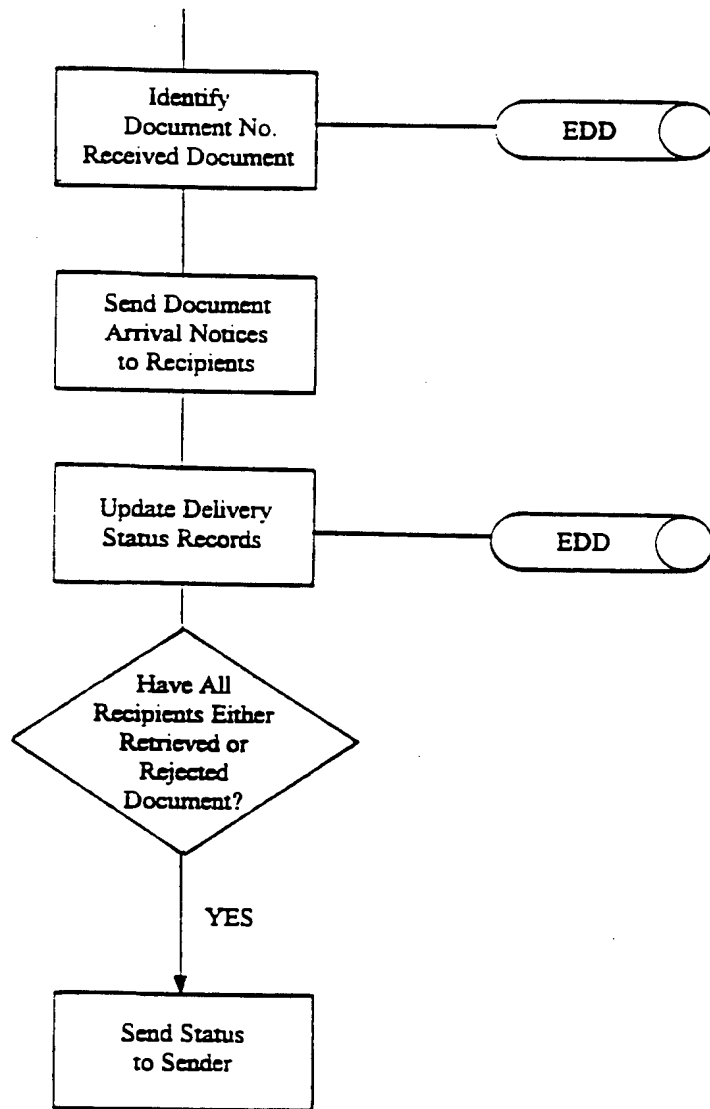 Identify
Document No.
Received Document
EDD
Send Document
Arrival Notices
to Recipients
Update Delivery
Status Records
EDD
Have All
Recipients Either
Retrieved or
Rejected
Document?
YES
Send Status
to Sender